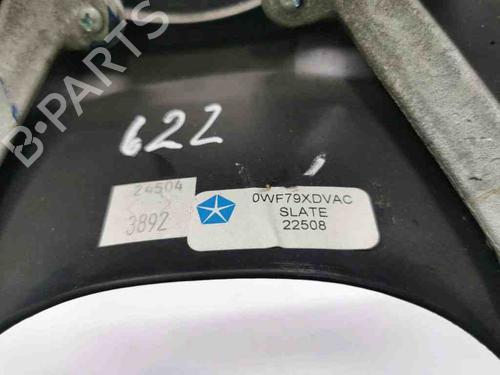 B-PARTS
622
24504
3892
0WF79XDVAC
SLATE
22508